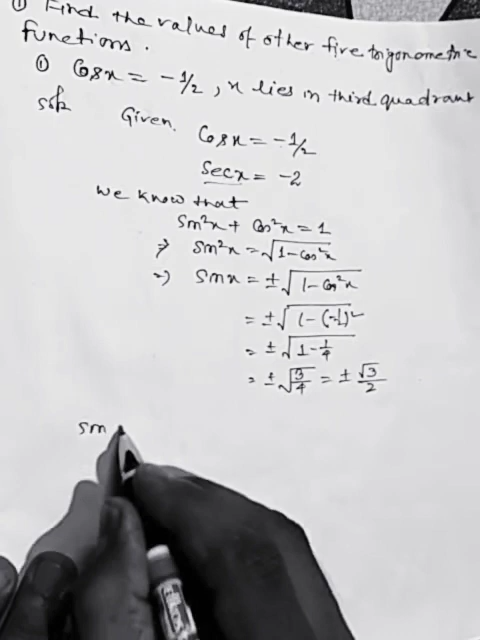 ① Find the values of other five trigonometric
functions.
① Cosx = -1/2, x lies in third quadrant
Sol:
Given, Cosx = -1/2
Secx = -2
We know that
Sin²x + Cos²x = 1
⇒ Sin²x = √1-Cos²x
⇒ Sinx = ±√1-Cos²x
= ±√1-(-1/2)²
= ±√1-1/4
= ±√3/4 = ±√3/2
Sin